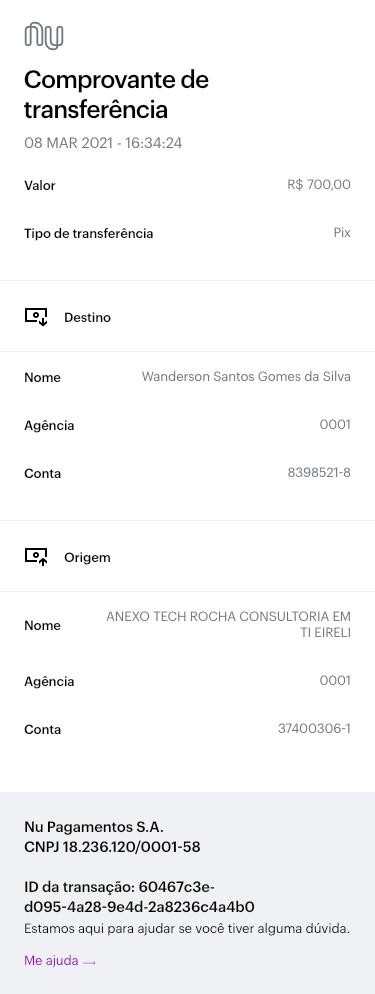 nu
Comprovante de
transferência
08 MAR 2021 - 16:34:24
Valor R$ 700,00
Tipo de transferência Pix
Destino
Nome Wanderson Santos Gomes da Silva
Agência 0001
Conta 8398521-8
Origem
Nome ANEXO TECH ROCHA CONSULTORIA EM
TI EIRELI
Agência 0001
Conta 37400306-1
Nu Pagamentos S.A.
CNPJ 18.236.120/0001-58
ID da transação: 60467c3e-
d095-4a28-9e4d-2a8236c4a4b0
Estamos aqui para ajudar se você tiver alguma dúvida.
Me ajuda →